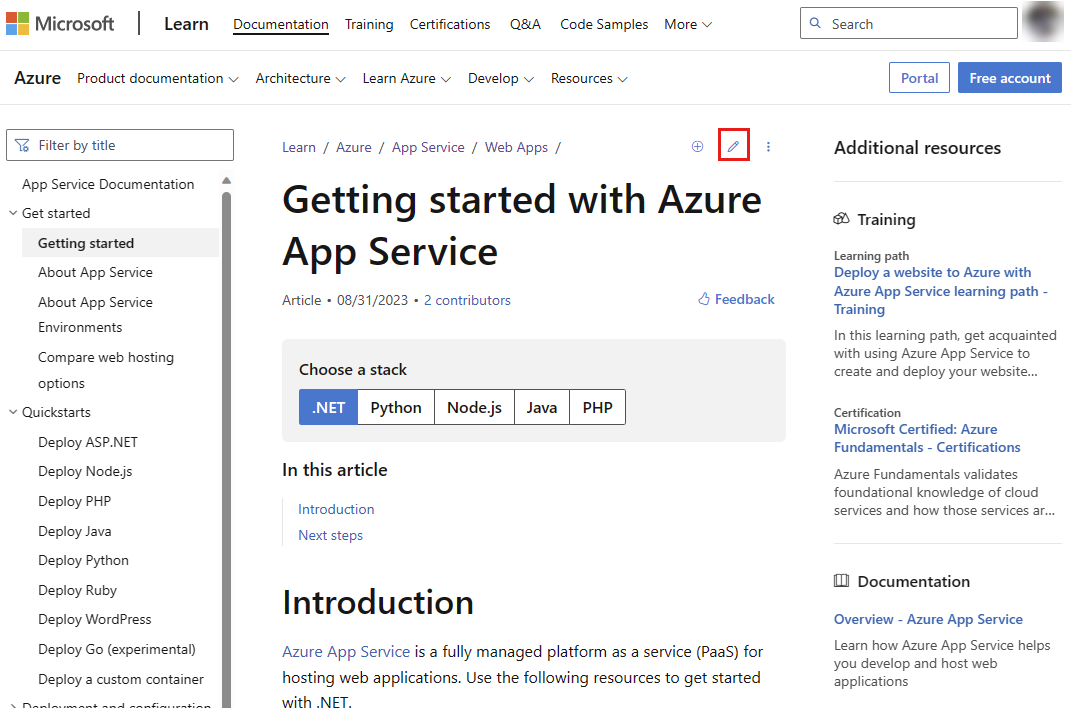 Microsoft
Learn
Documentation
Training
Certifications
Q&A
Code Samples
More
Search
Azure
Product documentation
Architecture
Learn Azure
Develop
Resources
Portal
Free account
Filter by title
App Service Documentation
Get started
Getting started
About App Service
About App Service
Environments
Compare web hosting
options
Quickstarts
Deploy ASP.NET
Deploy Node.js
Deploy PHP
Deploy Java
Deploy Python
Deploy Ruby
Deploy WordPress
Deploy Go (experimental)
Deploy a custom container
Deployment and configuration
Learn / Azure / App Service / Web Apps /
Getting started with Azure
App Service
Article • 08/31/2023 • 2 contributors
Feedback
Choose a stack
.NET
Python
Node.js
Java
PHP
In this article
Introduction
Next steps
Introduction
Azure App Service is a fully managed platform as a service (PaaS) for
hosting web applications. Use the following resources to get started
with .NET.
Additional resources
Training
Learning path
Deploy a website to Azure with
Azure App Service learning path -
Training
In this learning path, get acquainted
with using Azure App Service to
create and deploy your website...
Certification
Microsoft Certified: Azure
Fundamentals - Certifications
Azure Fundamentals validates
foundational knowledge of cloud
services and how those services ar...
Documentation
Overview - Azure App Service
Learn how Azure App Service helps
you develop and host web
applications